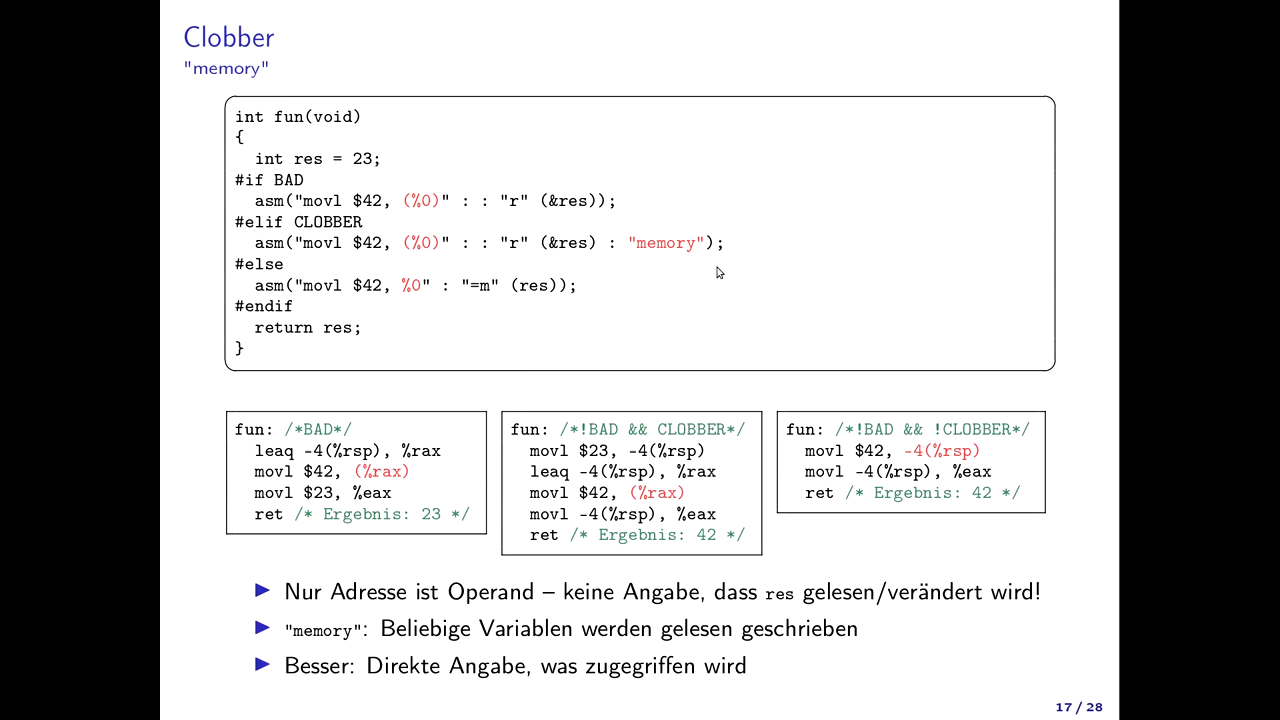 Clobber
"memory"
int fun(void)
{
  int res = 23;
#if BAD
  asm("movl $42, (%0)" : : "r" (&res));
#elif CLOBBER
  asm("movl $42, (%0)" : : "r" (&res) : "memory");
#else
  asm("movl $42, %0" : "=m" (res));
#endif
  return res;
}
fun: /*BAD*/
  leaq -4(%rsp), %rax
  movl $42, (%rax)
  movl $23, %eax
  ret /* Ergebnis: 23 */
fun: /*!BAD && CLOBBER*/
  movl $23, -4(%rsp)
  leaq -4(%rsp), %rax
  movl $42, (%rax)
  movl -4(%rsp), %eax
  ret /* Ergebnis: 42 */
fun: /*!BAD && !CLOBBER*/
  movl $42, -4(%rsp)
  movl -4(%rsp), %eax
  ret /* Ergebnis: 42 */
▶ Nur Adresse ist Operand – keine Angabe, dass res gelesen/verändert wird!
▶ "memory": Beliebige Variablen werden gelesen geschrieben
▶ Besser: Direkte Angabe, was zugegriffen wird
17 / 28